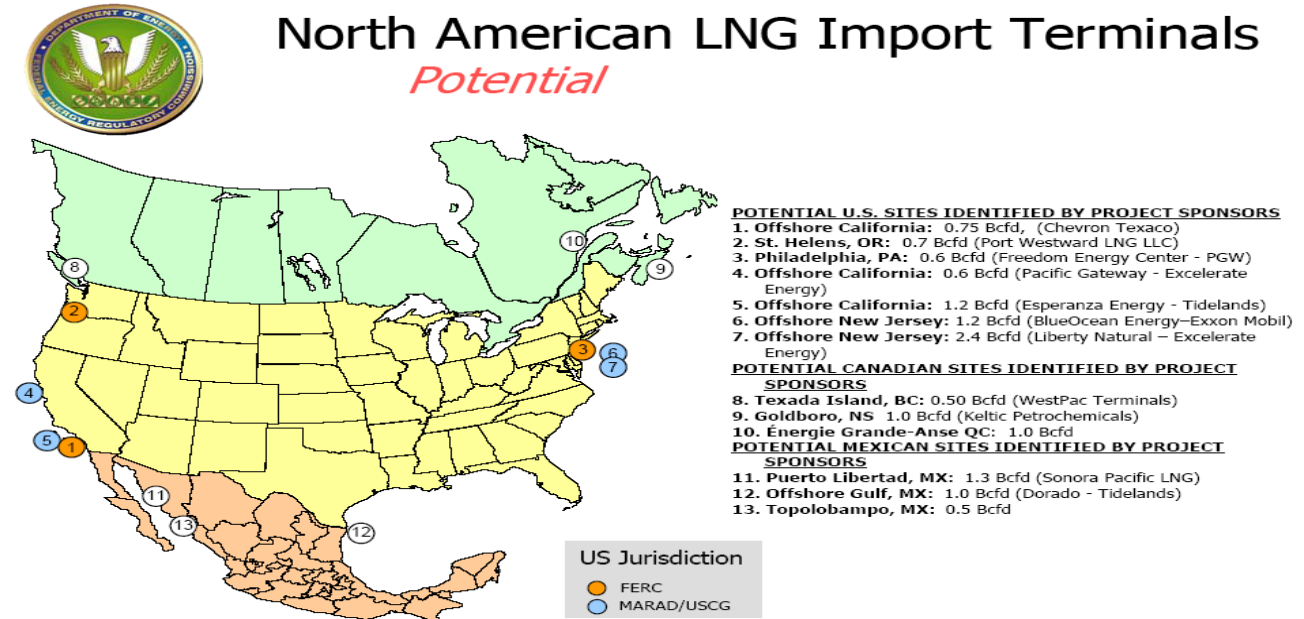 North American LNG Import Terminals
Potential
DEPARTMENT OF ENERGY
FEDERAL ENERGY REGULATORY COMMISSION
POTENTIAL U.S. SITES IDENTIFIED BY PROJECT SPONSORS
1. Offshore California: 0.75 Bcfd, (Chevron Texaco)
2. St. Helens, OR: 0.7 Bcfd (Port Westward LNG LLC)
3. Philadelphia, PA: 0.6 Bcfd (Freedom Energy Center - PGW)
4. Offshore California: 0.6 Bcfd (Pacific Gateway - Excelerate
Energy)
5. Offshore California: 1.2 Bcfd (Esperanza Energy - Tidelands)
6. Offshore New Jersey: 1.2 Bcfd (BlueOcean Energy–Exxon Mobil)
7. Offshore New Jersey: 2.4 Bcfd (Liberty Natural – Excelerate
Energy)
POTENTIAL CANADIAN SITES IDENTIFIED BY PROJECT
SPONSORS
8. Texada Island, BC: 0.50 Bcfd (WestPac Terminals)
9. Goldboro, NS 1.0 Bcfd (Keltic Petrochemicals)
10. Énergie Grande-Anse QC: 1.0 Bcfd
POTENTIAL MEXICAN SITES IDENTIFIED BY PROJECT
SPONSORS
11. Puerto Libertad, MX: 1.3 Bcfd (Sonora Pacific LNG)
12. Offshore Gulf, MX: 1.0 Bcfd (Dorado - Tidelands)
13. Topolobampo, MX: 0.5 Bcfd
10
8
9
2
3
6
7
4
5
1
11
13
12
US Jurisdiction
FERC
MARAD/USCG